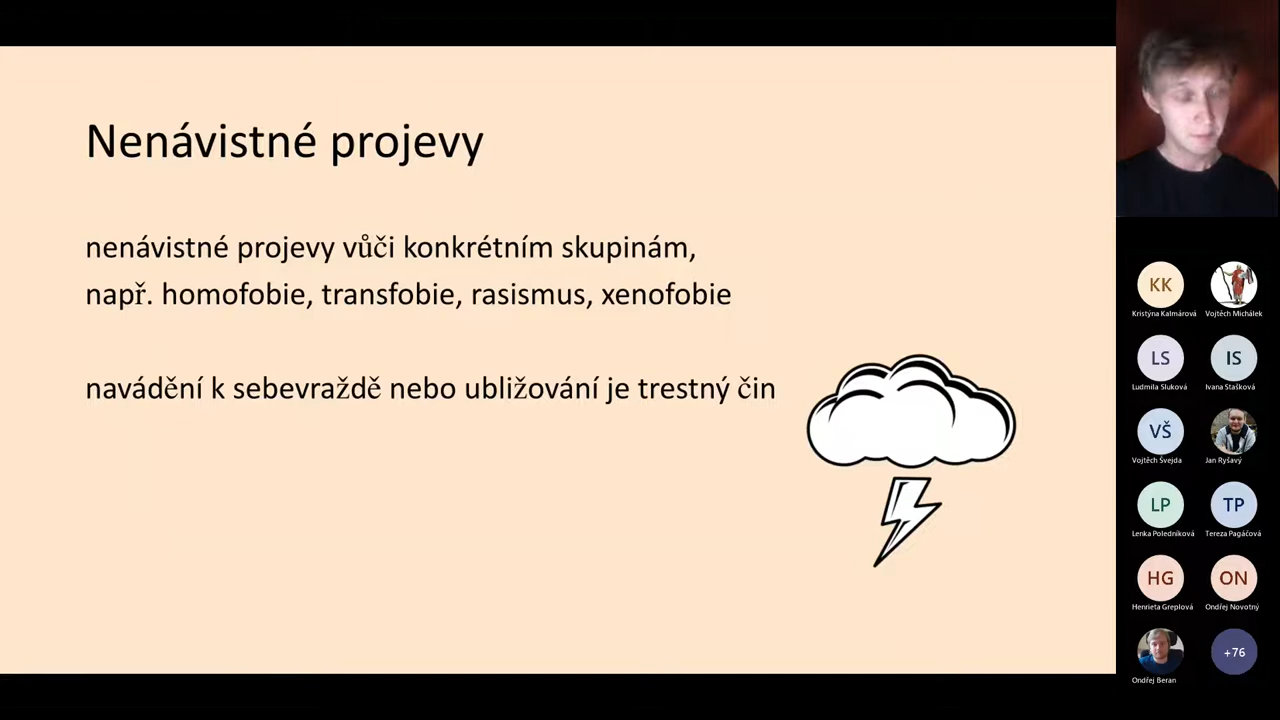 Nenávistné projevy
nenávistné projevy vůči konkrétním skupinám,
např. homofobie, transfobie, rasismus, xenofobie
navádění k sebevraždě nebo ubližování je trestný čin
KK
Kristýna Kalmárová
Vojtěch Michálek
LS
IS
Ludmila Sluková
Ivana Stašková
VŠ
Vojtěch Švejda
Jan Ryšavý
LP
TP
Lenka Poledníková
Tereza Pagáčová
HG
ON
Henrieta Greplová
Ondřej Novotný
+76
Ondřej Beran